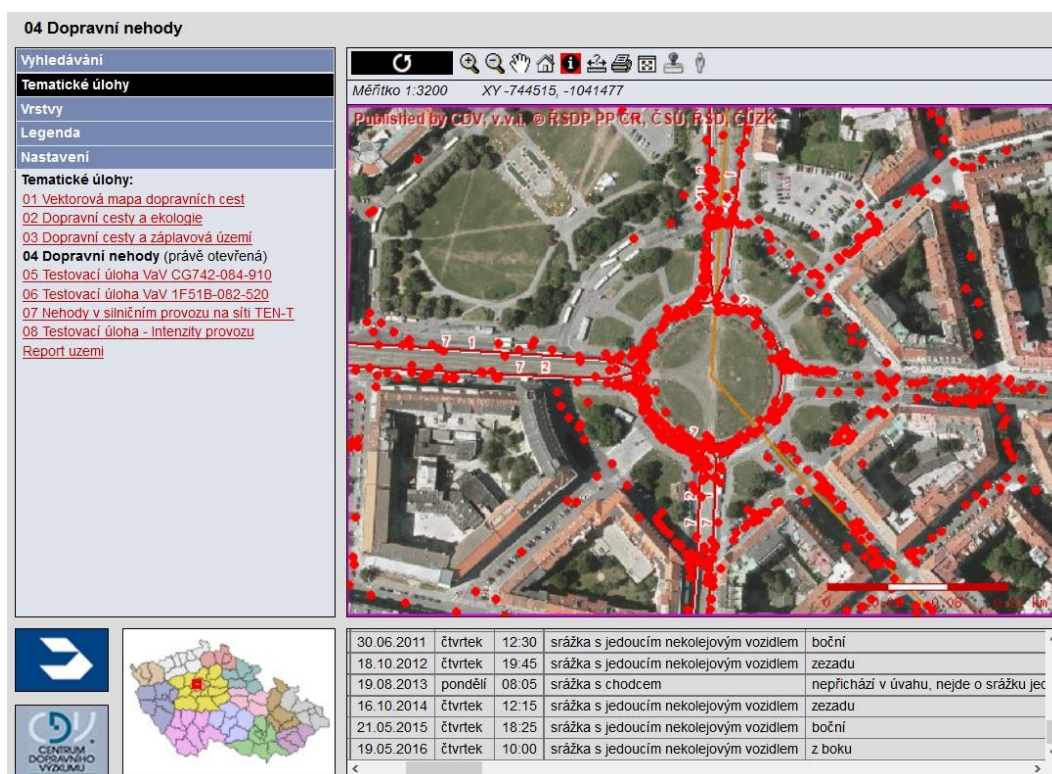 04 Dopravní nehody
Vyhledávání
Tematické úlohy
Vrstvy
Legenda
Nastavení
Tematické úlohy:
01 Vektorová mapa dopravních cest
02 Dopravní cesty a ekologie
03 Dopravní cesty a záplavová území
04 Dopravní nehody (právě otevřená)
05 Testovací úloha VaV CG742-084-910
06 Testovací úloha VaV 1F51B-082-520
07 Nehody v silničním provozu na síti TEN-T
08 Testovací úloha - Intenzity provozu
Report uzemi
Měřítko 1:3200 XY -744515, -1041477
Published by CDV, v.v.i. © ŘSDP PP ČR, ČSÚ, ŘSD, ČÚZK
7 1
7 2
30.06.2011 čtvrtek 12:30 srážka s jedoucím nekolejovým vozidlem boční
18.10.2012 čtvrtek 19:45 srážka s jedoucím nekolejovým vozidlem zezadu
19.08.2013 pondělí 08:05 srážka s chodcem nepřichází v úvahu, nejde o srážku jed
16.10.2014 čtvrtek 12:15 srážka s jedoucím nekolejovým vozidlem zezadu
21.05.2015 čtvrtek 18:25 srážka s jedoucím nekolejovým vozidlem boční
19.05.2016 čtvrtek 10:00 srážka s jedoucím nekolejovým vozidlem z boku
CENTRUM
DOPRAVNÍHO
VÝZKUMU